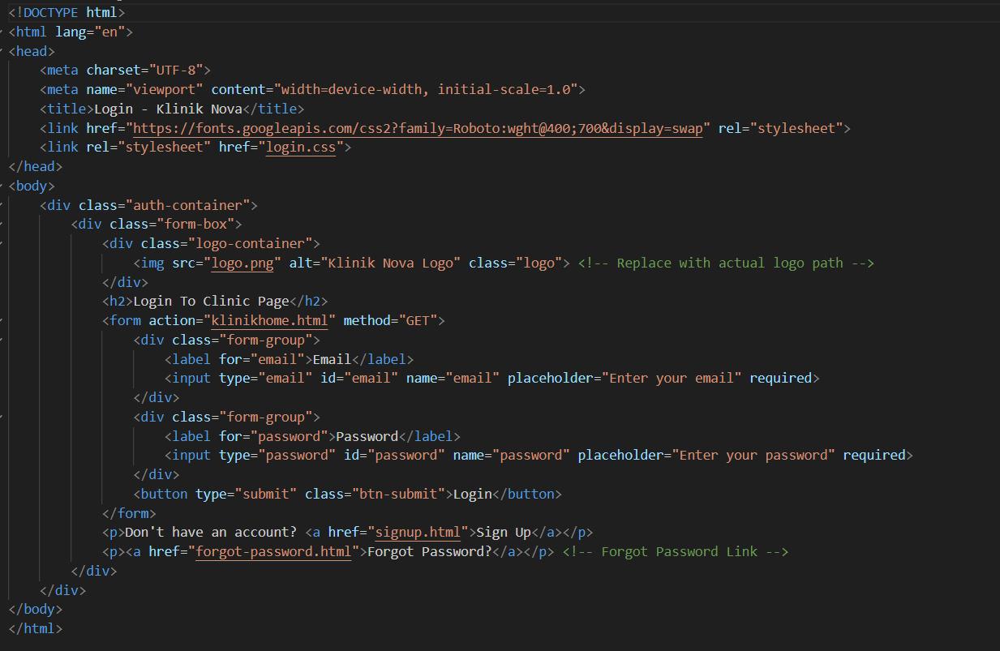 <!DOCTYPE html>
<html lang="en">
<head>
    <meta charset="UTF-8">
    <meta name="viewport" content="width=device-width, initial-scale=1.0">
    <title>Login - Klinik Nova</title>
    <link href="https://fonts.googleapis.com/css2?family=Roboto:wght@400;700&display=swap" rel="stylesheet">
    <link rel="stylesheet" href="login.css">
</head>
<body>
    <div class="auth-container">
        <div class="form-box">
            <div class="logo-container">
                <img src="logo.png" alt="Klinik Nova Logo" class="logo"> <!-- Replace with actual logo path -->
            </div>
            <h2>Login To Clinic Page</h2>
            <form action="klinikhome.html" method="GET">
                <div class="form-group">
                    <label for="email">Email</label>
                    <input type="email" id="email" name="email" placeholder="Enter your email" required>
                </div>
                <div class="form-group">
                    <label for="password">Password</label>
                    <input type="password" id="password" name="password" placeholder="Enter your password" required>
                </div>
                <button type="submit" class="btn-submit">Login</button>
            </form>
            <p>Don't have an account? <a href="signup.html">Sign Up</a></p>
            <p><a href="forgot-password.html">Forgot Password?</a></p> <!-- Forgot Password Link -->
        </div>
    </div>
</body>
</html>